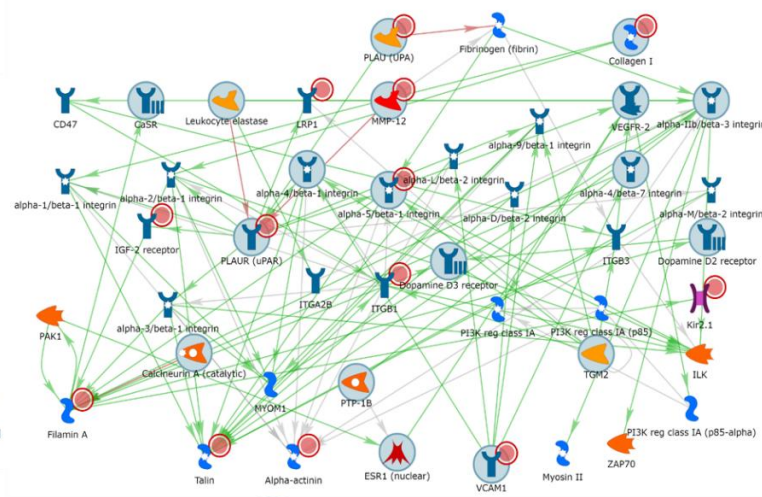 PLAU (UPA)
Fibrinogen (fibrin)
Collagen I
CD47
CaSR
Leukocyte elastase
LRP1
MMP-12
VEGFR-2
alpha-IIb/beta-3 integrin
alpha-9/beta-1 integrin
alpha-1/beta-1 integrin
alpha-2/beta-1 integrin
alpha-4/beta-1 integrin
alpha-L/beta-2 integrin
alpha-5/beta-1 integrin
alpha-D/beta-2 integrin
alpha-4/beta-7 integrin
alpha-M/beta-2 integrin
IGF-2 receptor
PLAUR (uPAR)
ITGB3
Dopamine D2 receptor
Dopamine D3 receptor
ITGA2B
ITGB1
Kir2.1
alpha-3/beta-1 integrin
PI3K reg class IA
PI3K reg class IA (p85)
PAK1
Calcineurin A (catalytic)
MYOM1
PTP-1B
TGM2
ILK
Filamin A
PI3K reg class IA (p85-alpha)
Talin
Alpha-actinin
ESR1 (nuclear)
VCAM1
Myosin II
ZAP70